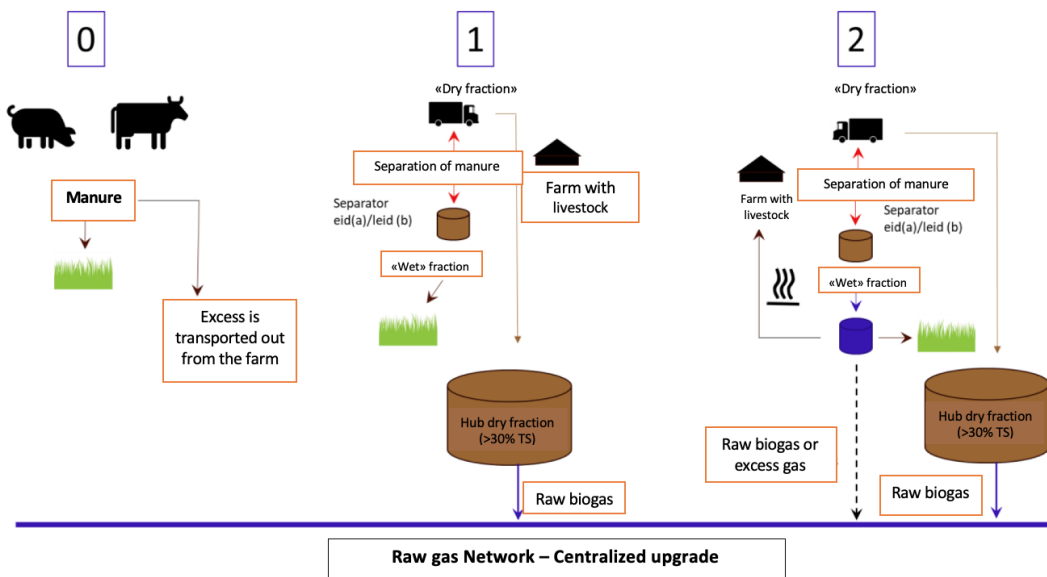 0
Manure
Excess is
transported out
from the farm
1
«Dry fraction»
Separation of manure
Farm with
livestock
Separator
eid(a)/leid (b)
«Wet» fraction
Hub dry fraction
(>30% TS)
Raw biogas
2
«Dry fraction»
Separation of manure
Farm with
livestock
Separator
eid(a)/leid (b)
«Wet» fraction
Raw biogas or
excess gas
Hub dry fraction
(>30% TS)
Raw biogas
Raw gas Network – Centralized upgrade